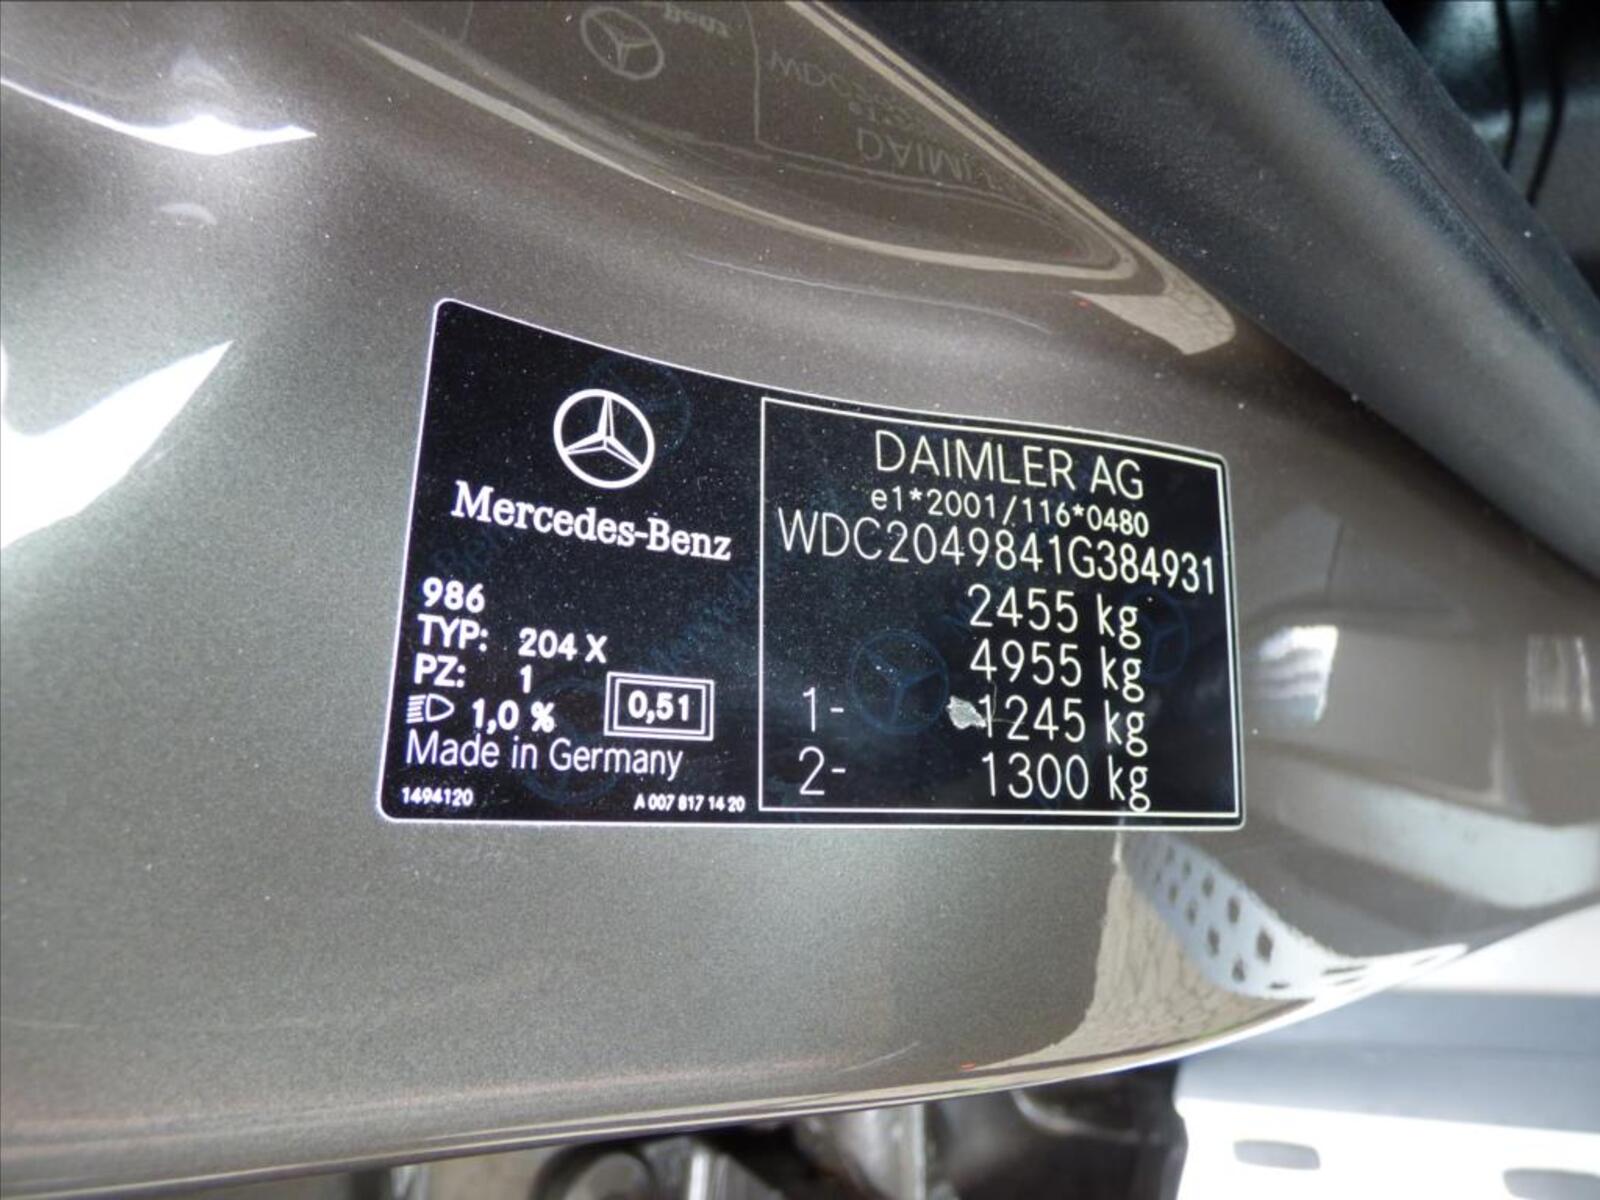 Mercedes-Benz
986
TYP: 204 X
PZ: 1
1,0 % 0,51
Made in Germany
1494120 A 007 817 14 20
DAIMLER AG
e1*2001/116*0480
WDC2049841G384931
2455 kg
4955 kg
1- 1245 kg
2- 1300 kg